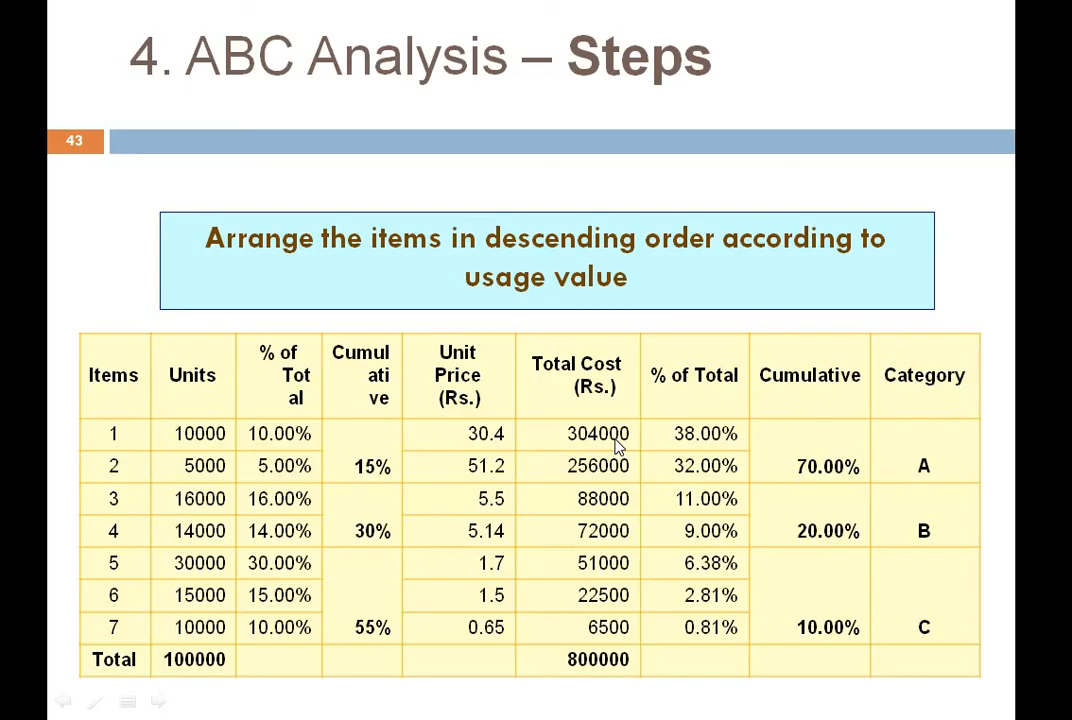 4. ABC Analysis – Steps
43
Arrange the items in descending order according to
usage value
Items Units % of Tot al Cumul ati ve Unit Price (Rs.) Total Cost (Rs.) % of Total Cumulative Category
1 10000 10.00% 30.4 304000 38.00%
2 5000 5.00% 15% 51.2 256000 32.00% 70.00% A
3 16000 16.00% 5.5 88000 11.00%
4 14000 14.00% 30% 5.14 72000 9.00% 20.00% B
5 30000 30.00% 1.7 51000 6.38%
6 15000 15.00% 1.5 22500 2.81%
7 10000 10.00% 55% 0.65 6500 0.81% 10.00% C
Total 100000 800000